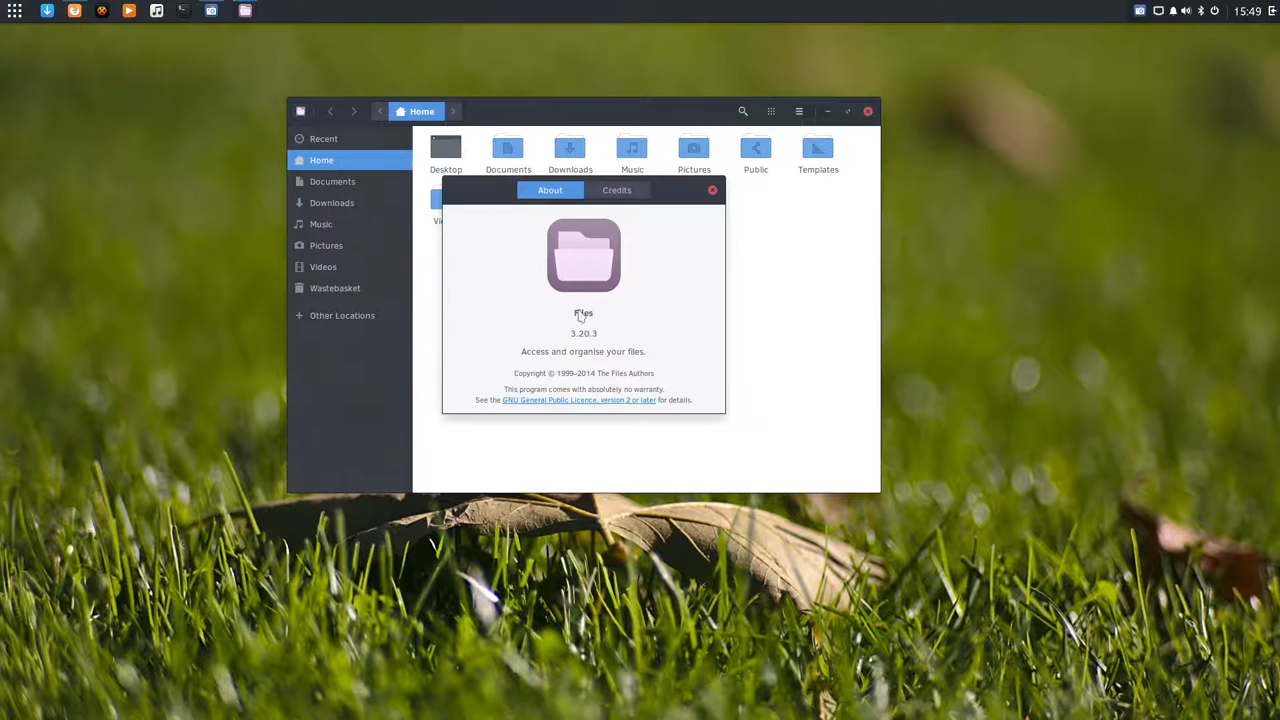 15:49
Home
Recent
Home
Documents
Downloads
Music
Pictures
Videos
Wastebasket
Other Locations
Desktop
Documents
Downloads
Music
Pictures
Public
Templates
About
Credits
Files
3.20.3
Access and organise your files.
Copyright © 1999–2014 The Files Authors
This program comes with absolutely no warranty.
See the GNU General Public Licence, version 2 or later for details.